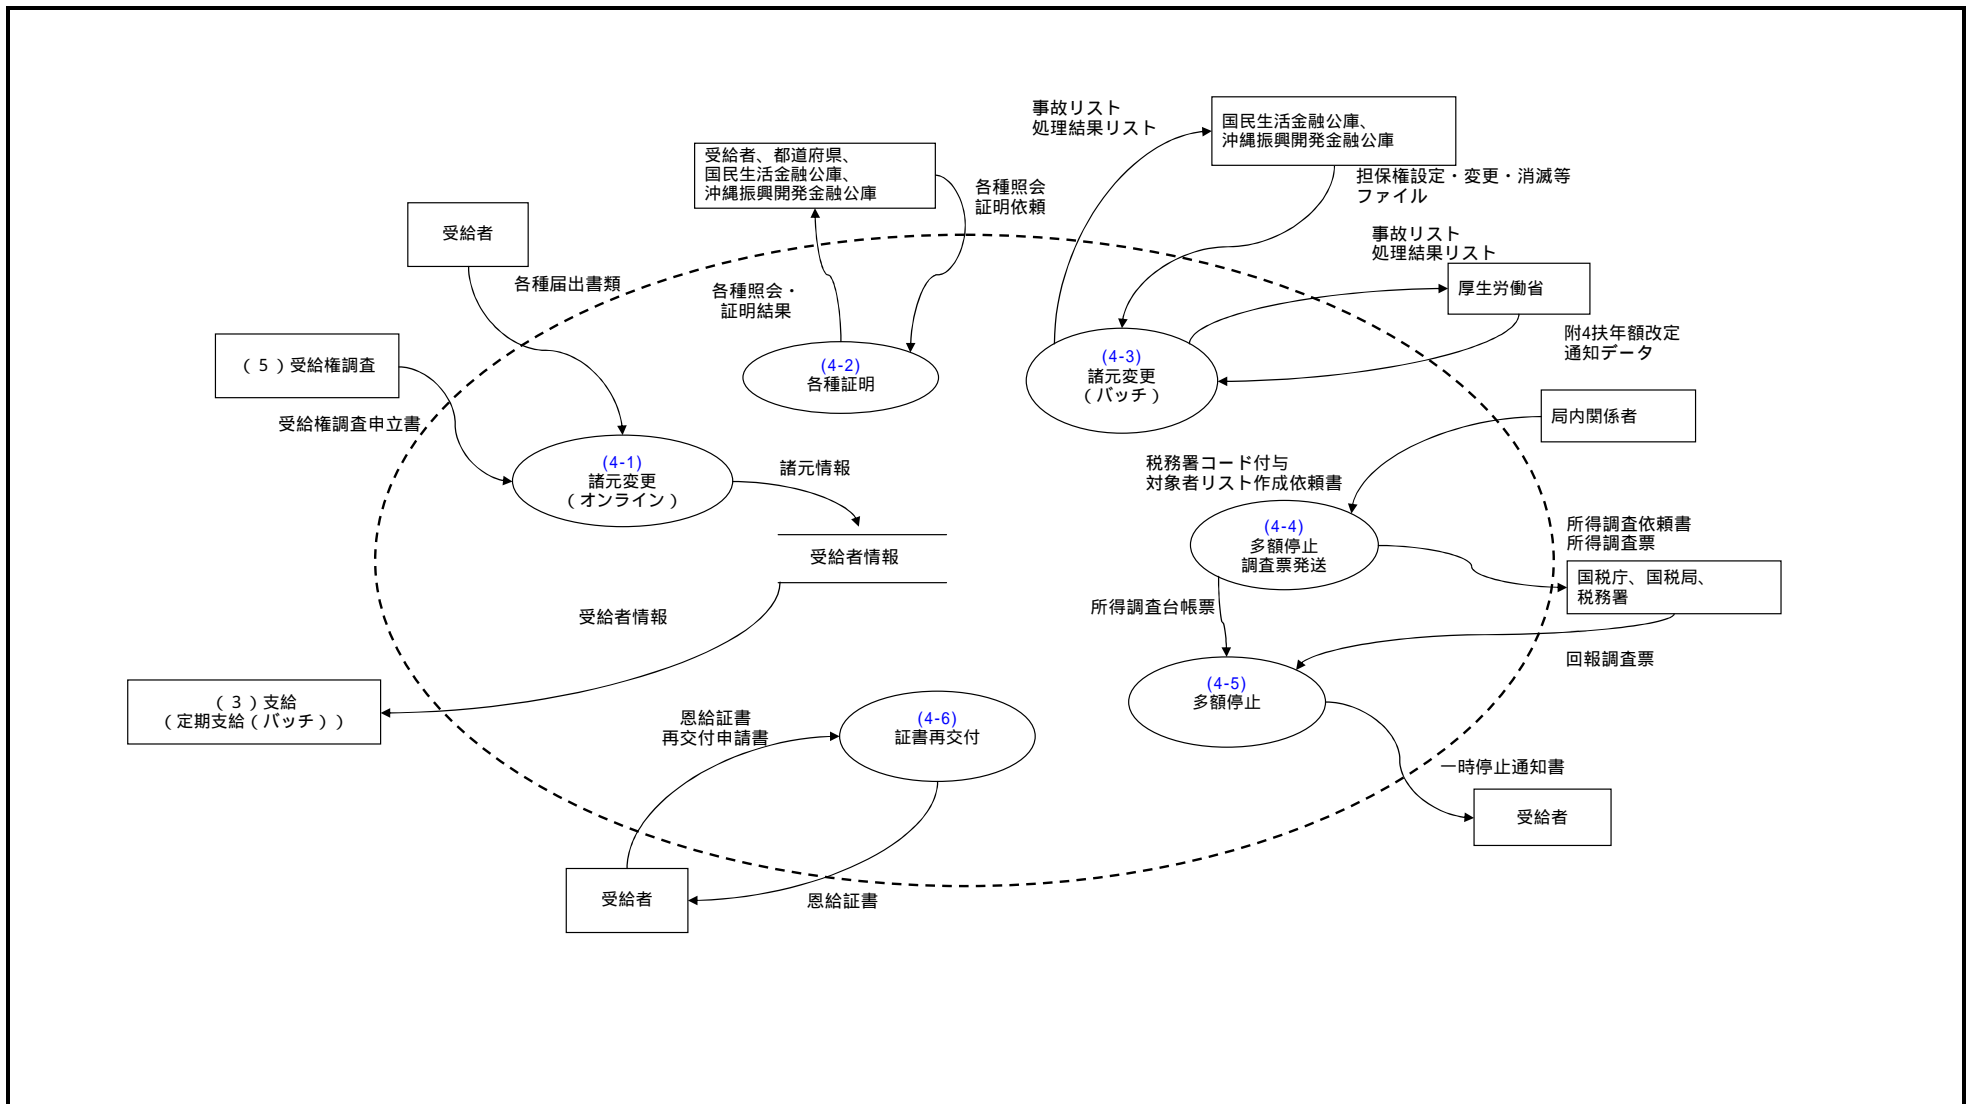 事故リスト
処理結果リスト
国民生活金融公庫、
沖縄振興開発金融公庫
受給者、都道府県、
国民生活金融公庫、
沖縄振興開発金融公庫
各種照会
証明依頼
担保権設定・変更・消滅等
ファイル
受給者
事故リスト
処理結果リスト
各種届出書類
各種照会・
証明結果
厚生労働省
附4扶年額改定
通知データ
(5)受給権調査
(4-2)
各種証明
(4-3)
諸元変更
(バッチ)
受給権調査申立書
局内関係者
(4-1)
諸元変更
(オンライン)
諸元情報
税務署コード付与
対象者リスト作成依頼書
(4-4)
多額停止
調査票発送
所得調査依頼書
所得調査票
受給者情報
国税庁、国税局、
税務署
受給者情報
所得調査台帳票
回報調査票
(3)支給
(定期支給(バッチ))
(4-5)
多額停止
恩給証書
再交付申請書
(4-6)
証書再交付
一時停止通知書
受給者
受給者
恩給証書